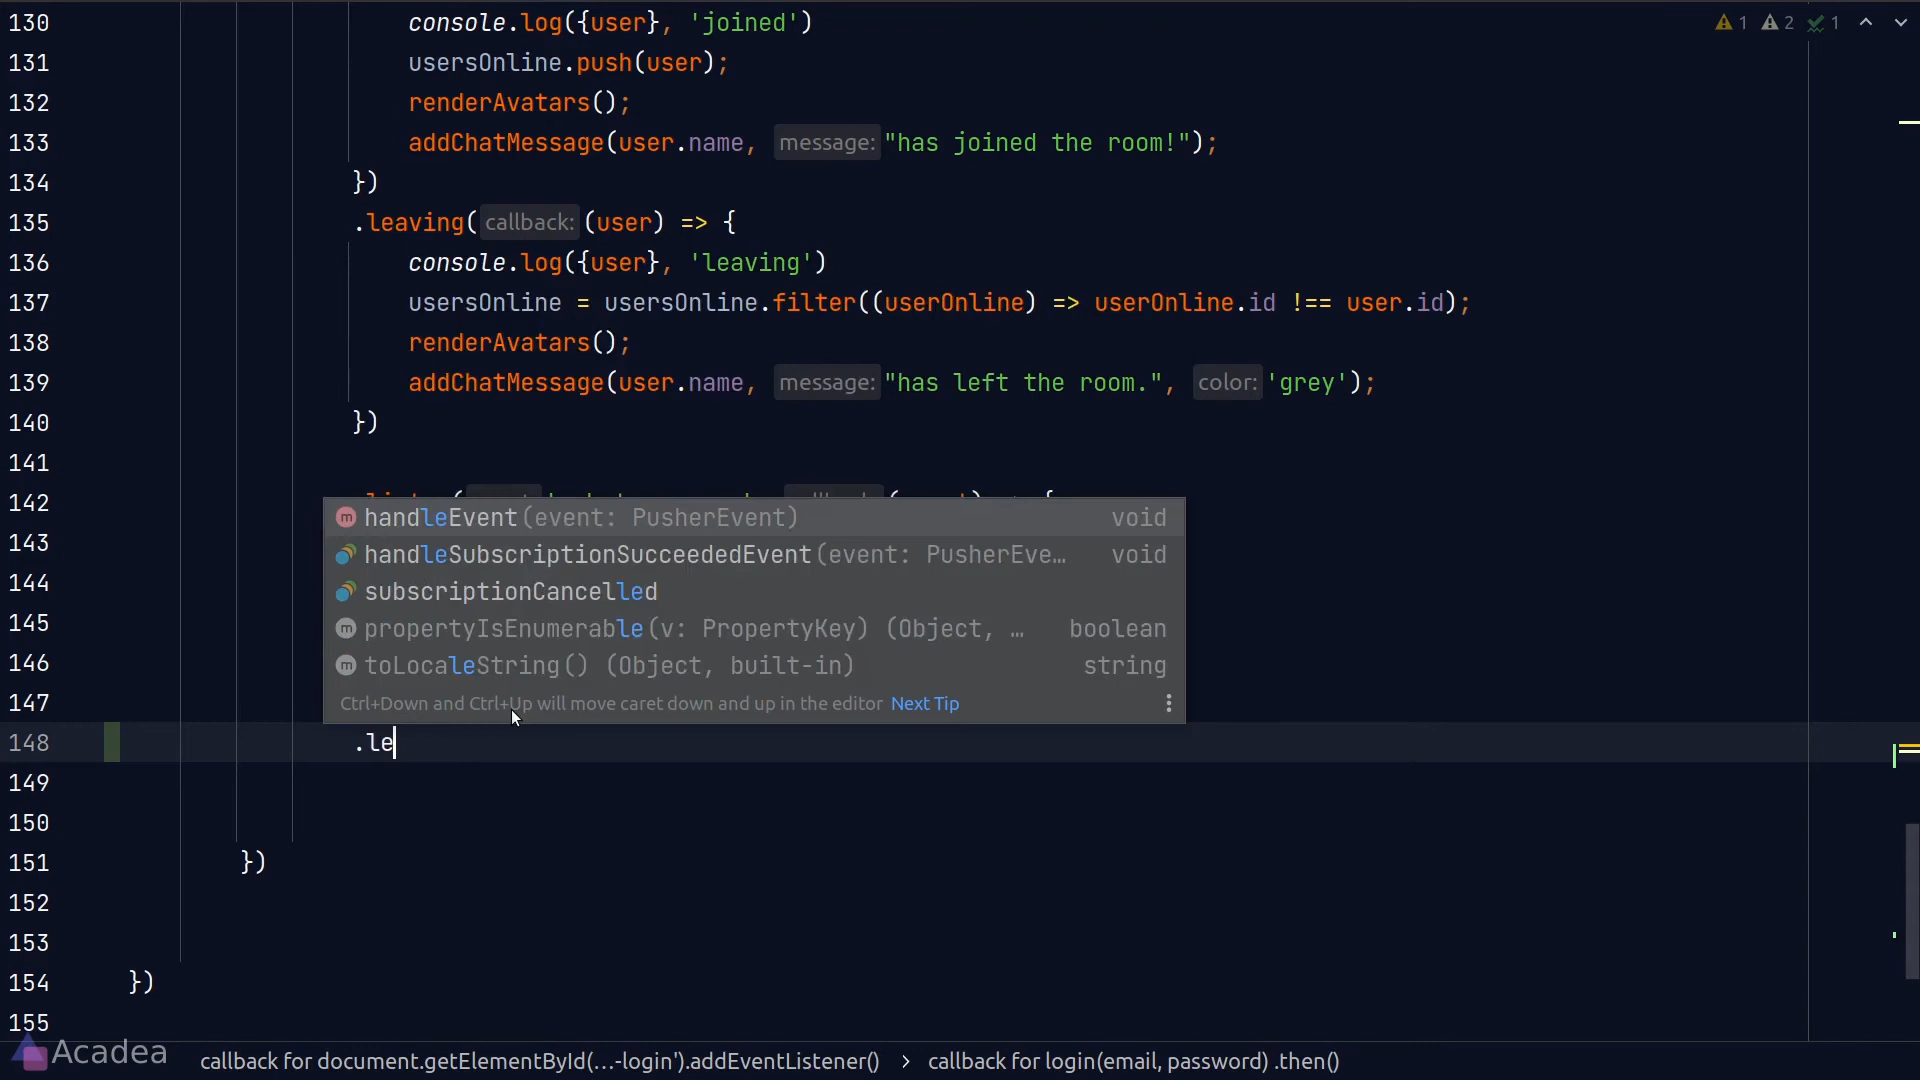 130 console.log({user}, 'joined')
⚠1 ⚠2 ✓1
131 usersOnline.push(user);
132 renderAvatars();
133 addChatMessage(user.name, message: "has joined the room!");
134 })
135 .leaving( callback: (user) => {
136 console.log({user}, 'leaving')
137 usersOnline = usersOnline.filter((userOnline) => userOnline.id !== user.id);
138 renderAvatars();
139 addChatMessage(user.name, message: "has left the room.", color: 'grey');
140 })
141
142
143
144
145
146
147
handleEvent(event: PusherEvent) void
handleSubscriptionSucceededEvent(event: PusherEve… void
subscriptionCancelled
propertyIsEnumerable(v: PropertyKey) (Object, … boolean
toLocaleString() (Object, built-in) string
Ctrl+Down and Ctrl+Up will move caret down and up in the editor Next Tip
148 .le
149
150
151 })
152
153
154 })
155
Acadea
callback for document.getElementById(…-login').addEventListener() > callback for login(email, password) .then()